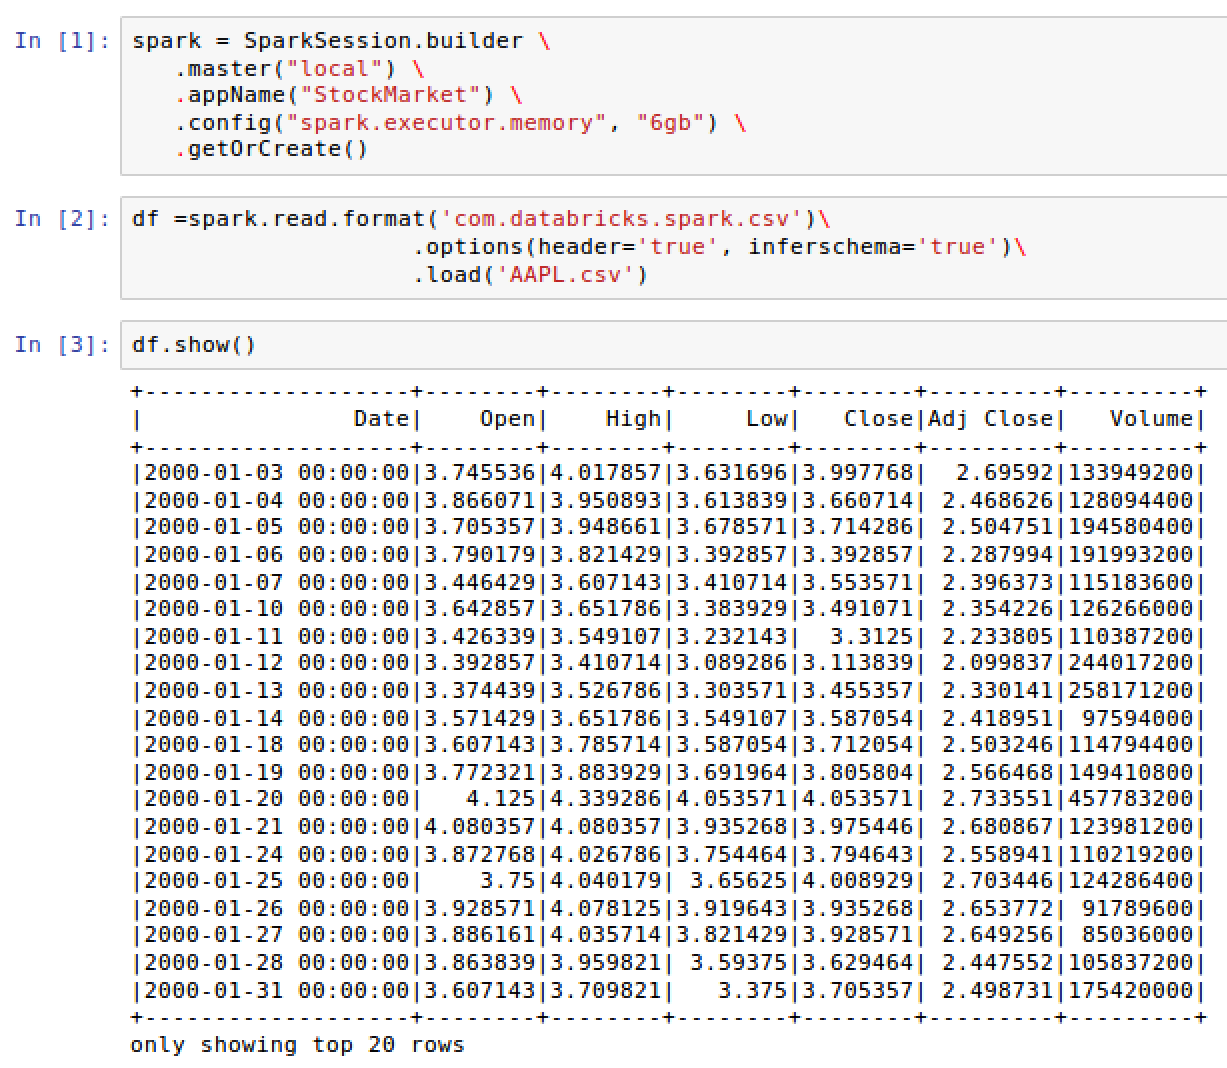 In [1]: spark = SparkSession.builder \
   .master("local") \
   .appName("StockMarket") \
   .config("spark.executor.memory", "6gb") \
   .getOrCreate()
In [2]: df =spark.read.format('com.databricks.spark.csv')\
                    .options(header='true', inferschema='true')\
                    .load('AAPL.csv')
In [3]: df.show()
+-------------------+--------+--------+--------+--------+---------+---------+
|               Date|    Open|    High|     Low|   Close|Adj Close|   Volume|
+-------------------+--------+--------+--------+--------+---------+---------+
|2000-01-03 00:00:00|3.745536|4.017857|3.631696|3.997768|  2.69592|133949200|
|2000-01-04 00:00:00|3.866071|3.950893|3.613839|3.660714| 2.468626|128094400|
|2000-01-05 00:00:00|3.705357|3.948661|3.678571|3.714286| 2.504751|194580400|
|2000-01-06 00:00:00|3.790179|3.821429|3.392857|3.392857| 2.287994|191993200|
|2000-01-07 00:00:00|3.446429|3.607143|3.410714|3.553571| 2.396373|115183600|
|2000-01-10 00:00:00|3.642857|3.651786|3.383929|3.491071| 2.354226|126266000|
|2000-01-11 00:00:00|3.426339|3.549107|3.232143|  3.3125| 2.233805|110387200|
|2000-01-12 00:00:00|3.392857|3.410714|3.089286|3.113839| 2.099837|244017200|
|2000-01-13 00:00:00|3.374439|3.526786|3.303571|3.455357| 2.330141|258171200|
|2000-01-14 00:00:00|3.571429|3.651786|3.549107|3.587054| 2.418951| 97594000|
|2000-01-18 00:00:00|3.607143|3.785714|3.587054|3.712054| 2.503246|114794400|
|2000-01-19 00:00:00|3.772321|3.883929|3.691964|3.805804| 2.566468|149410800|
|2000-01-20 00:00:00|   4.125|4.339286|4.053571|4.053571| 2.733551|457783200|
|2000-01-21 00:00:00|4.080357|4.080357|3.935268|3.975446| 2.680867|123981200|
|2000-01-24 00:00:00|3.872768|4.026786|3.754464|3.794643| 2.558941|110219200|
|2000-01-25 00:00:00|    3.75|4.040179| 3.65625|4.008929| 2.703446|124286400|
|2000-01-26 00:00:00|3.928571|4.078125|3.919643|3.935268| 2.653772| 91789600|
|2000-01-27 00:00:00|3.886161|4.035714|3.821429|3.928571| 2.649256| 85036000|
|2000-01-28 00:00:00|3.863839|3.959821| 3.59375|3.629464| 2.447552|105837200|
|2000-01-31 00:00:00|3.607143|3.709821|   3.375|3.705357| 2.498731|175420000|
+-------------------+--------+--------+--------+--------+---------+---------+
only showing top 20 rows